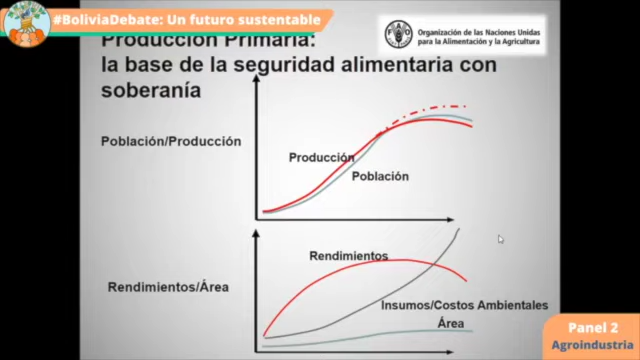 #BoliviaDebate: Un futuro sustentable
Producción Primaria:
la base de la seguridad alimentaria con
soberanía
FAO
Organización de las Naciones Unidas
para la Alimentación y la Agricultura
Población/Producción
Producción
Población
Rendimientos/Área
Rendimientos
Insumos/Costos Ambientales
Área
Panel 2
Agroindustria